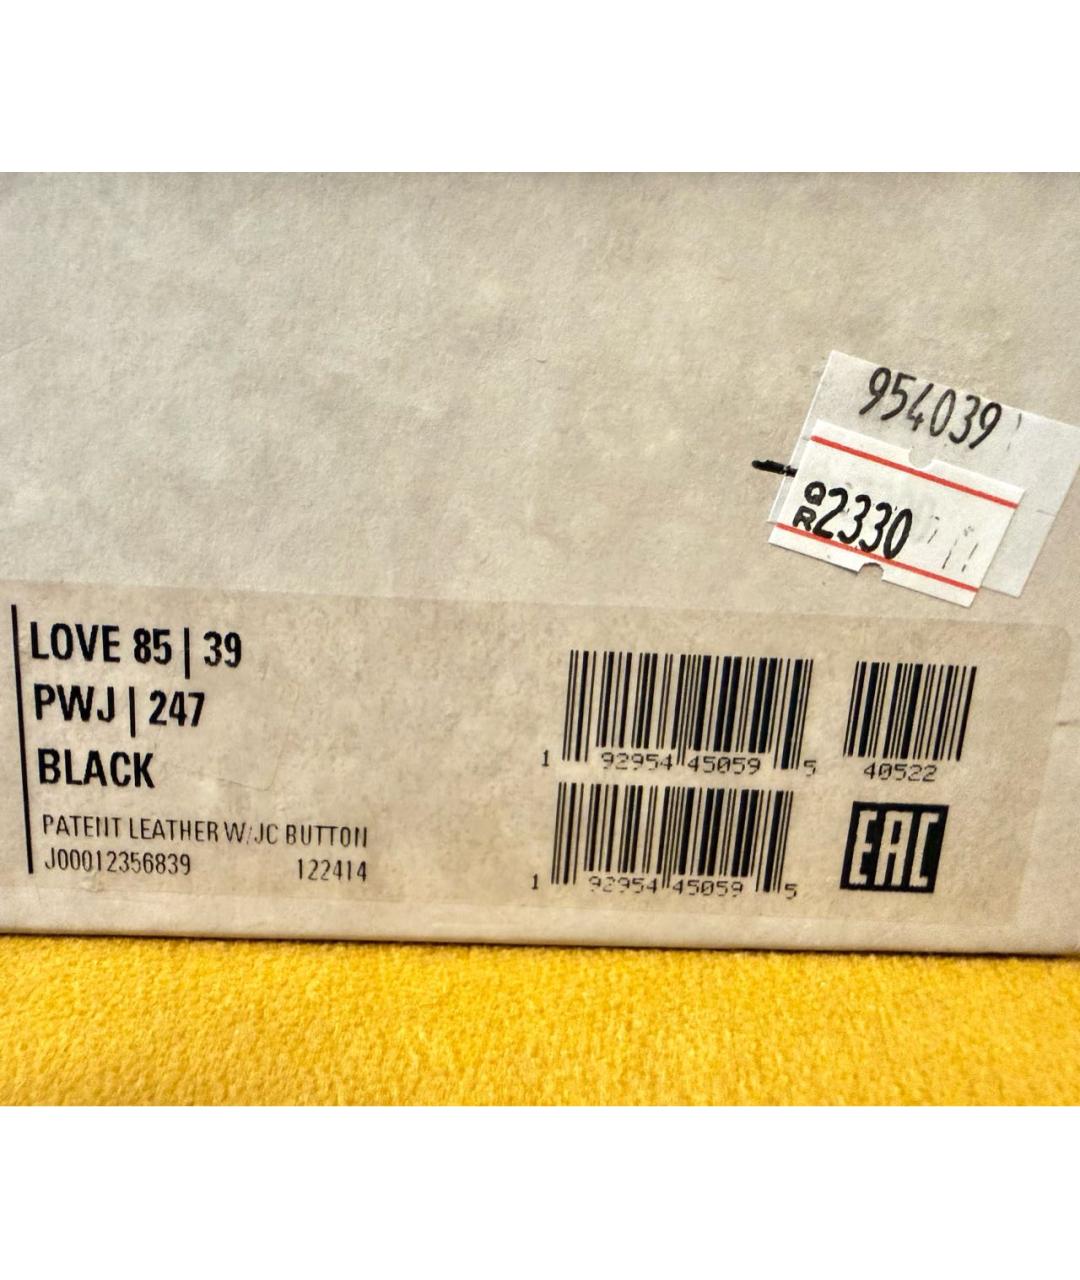 954039
QR2330
LOVE 85 | 39
PWJ | 247
BLACK
PATENT LEATHER W/JC BUTTON
J00012356839 122414
1 92954 45059 5
40522
1 92954 45059 5
EAC